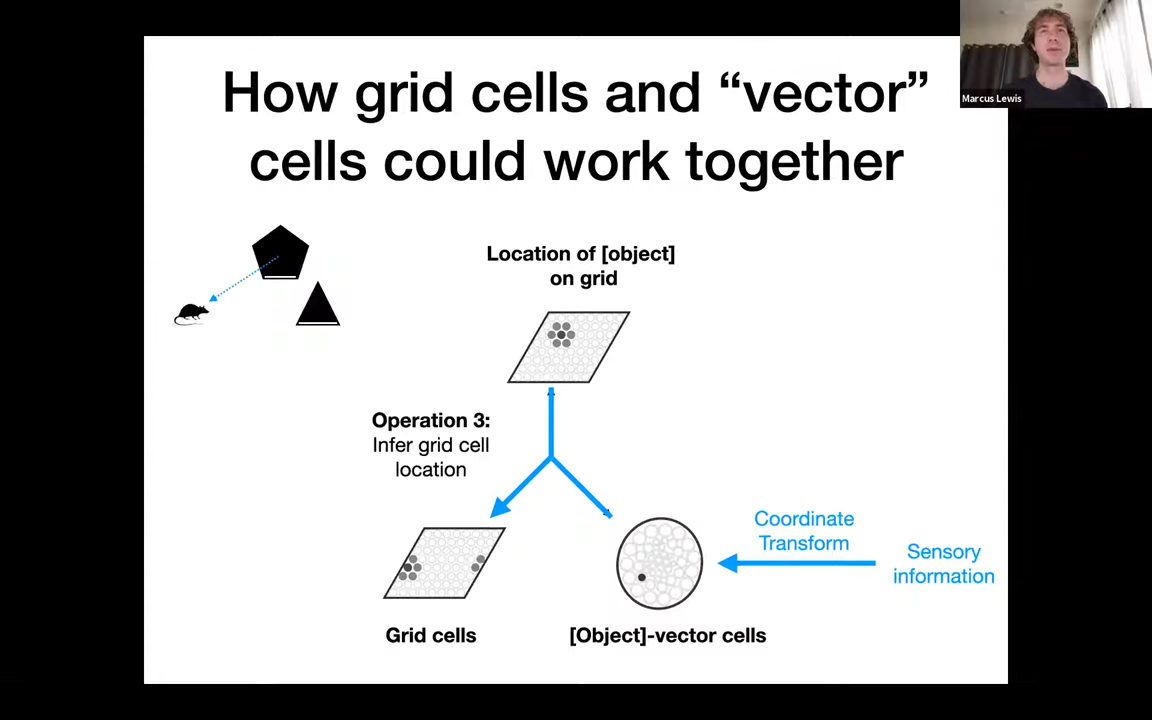 How grid cells and “vector”
cells could work together
Marcus Lewis
Location of [object]
on grid
Operation 3:
Infer grid cell
location
Coordinate
Transform
Sensory
information
Grid cells
[Object]-vector cells